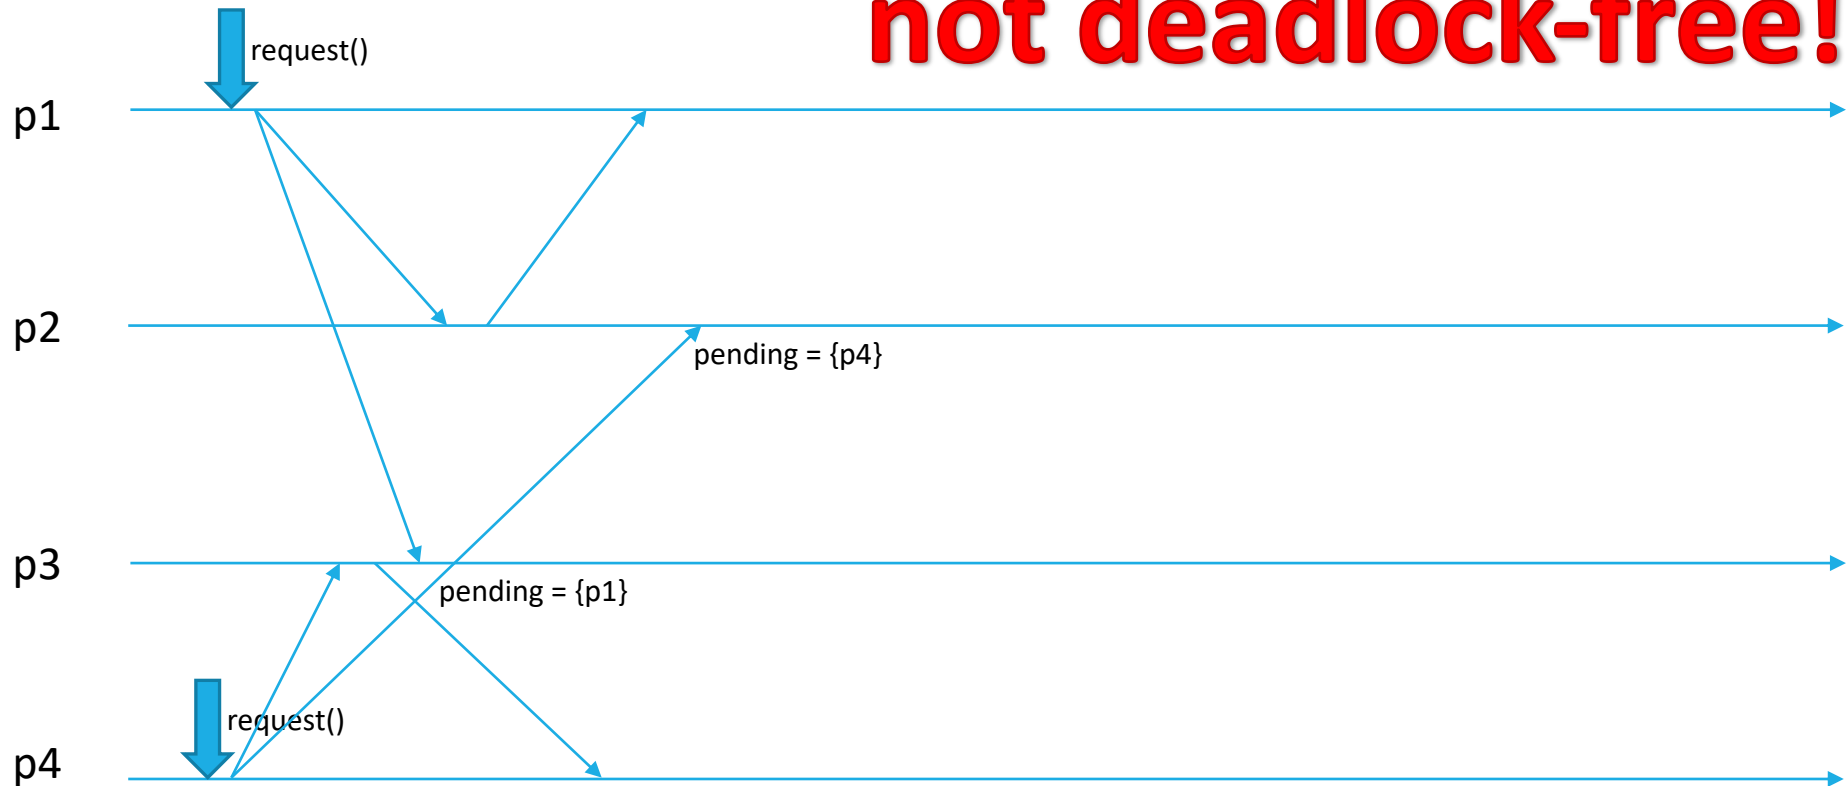 not deadlock-free!
request()
p1
p2
pending = {p4}
p3
pending = {p1}
request()
p4